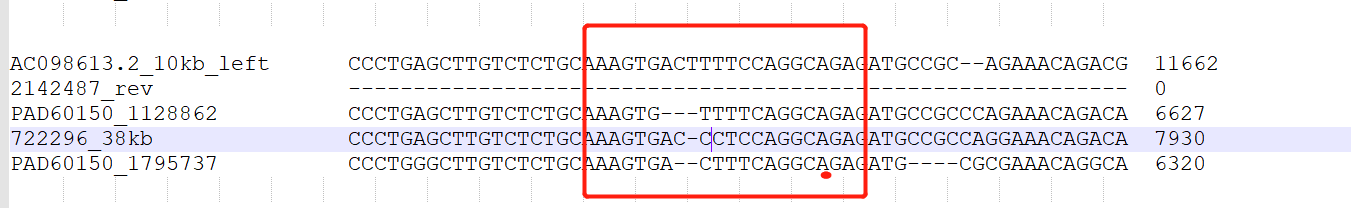 AC098613.2_10kb_left CCCTGAGCTTGTCTCTGCAAAGTGACTTTTCCAGGCAGAGATGCCGC--AGAAACAGACG 11662
2142487_rev ------------------------------------------------------------ 0
PAD60150_1128862 CCCTGAGCTTGTCTCTGCAAAGTG---TTTTCAGGCAGAGATGCCGCCCAGAAACAGACA 6627
722296_38kb CCCTGAGCTTGTCTCTGCAAAGTGAC-CCTCCAGGCAGAGATGCCGCCAGGAAACAGACA 7930
PAD60150_1795737 CCCTGGGCTTGTCTCTGCAAAGTGA--CTTTCAGGCAGAGATG----CGCGAAACAGGCA 6320